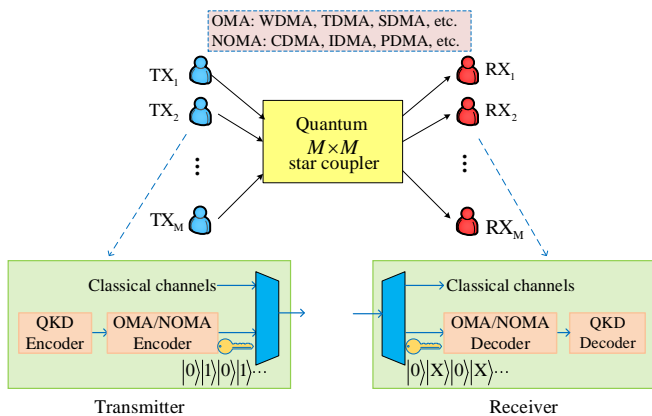 OMA: WDMA, TDMA, SDMA, etc.
NOMA: CDMA, IDMA, PDMA, etc.
TX₁
RX₁
TX₂
RX₂
Quantum
M×M
star coupler
⋮
⋮
TX_M
RX_M
Classical channels
QKD
Encoder
OMA/NOMA
Encoder
|0⟩|1⟩|0⟩|1⟩⋯
Transmitter
Classical channels
OMA/NOMA
Decoder
QKD
Decoder
|0⟩|X⟩|0⟩|X⟩⋯
Receiver